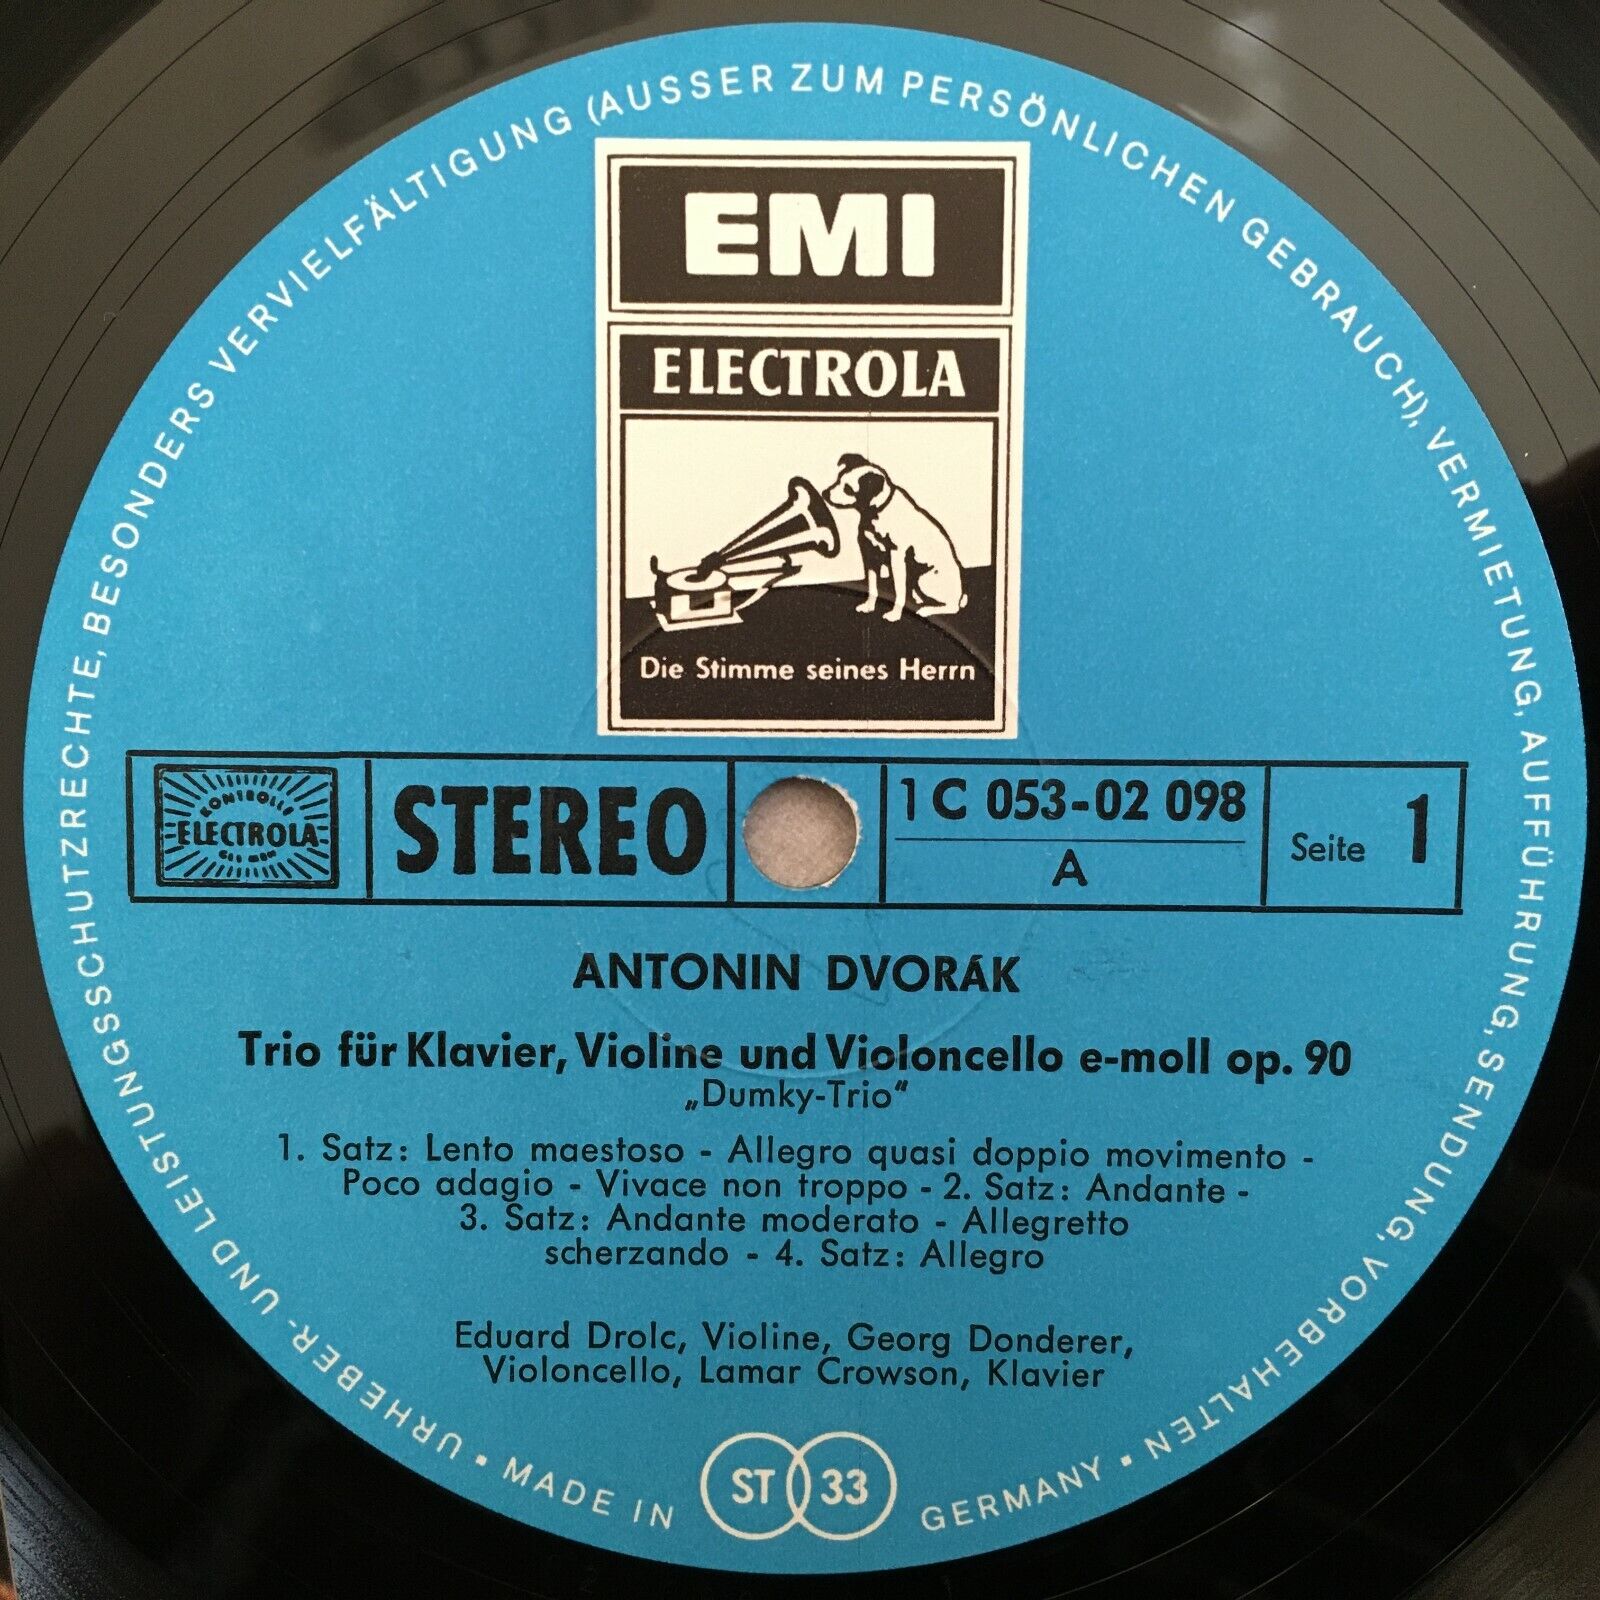 EMI
ELECTROLA
Die Stimme seines Herrn
KONTROLLE
ELECTROLA
STEREO
1 C 053-02 098
A
Seite 1
ANTONIN DVORÁK
Trio für Klavier, Violine und Violoncello e-moll op. 90
„Dumky-Trio“
1. Satz: Lento maestoso - Allegro quasi doppio movimento -
Poco adagio - Vivace non troppo - 2. Satz: Andante -
3. Satz: Andante moderato - Allegretto
scherzando - 4. Satz: Allegro
Eduard Drolc, Violine, Georg Donderer,
Violoncello, Lamar Crowson, Klavier
ST 33
URHEBER- UND LEISTUNGSSCHUTZRECHTE, BESONDERS VERVIELFÄLTIGUNG (AUSSER ZUM PERSÖNLICHEN GEBRAUCH), VERMIETUNG, AUFFÜHRUNG, SENDUNG, VORBEHALTEN
• MADE IN GERMANY •